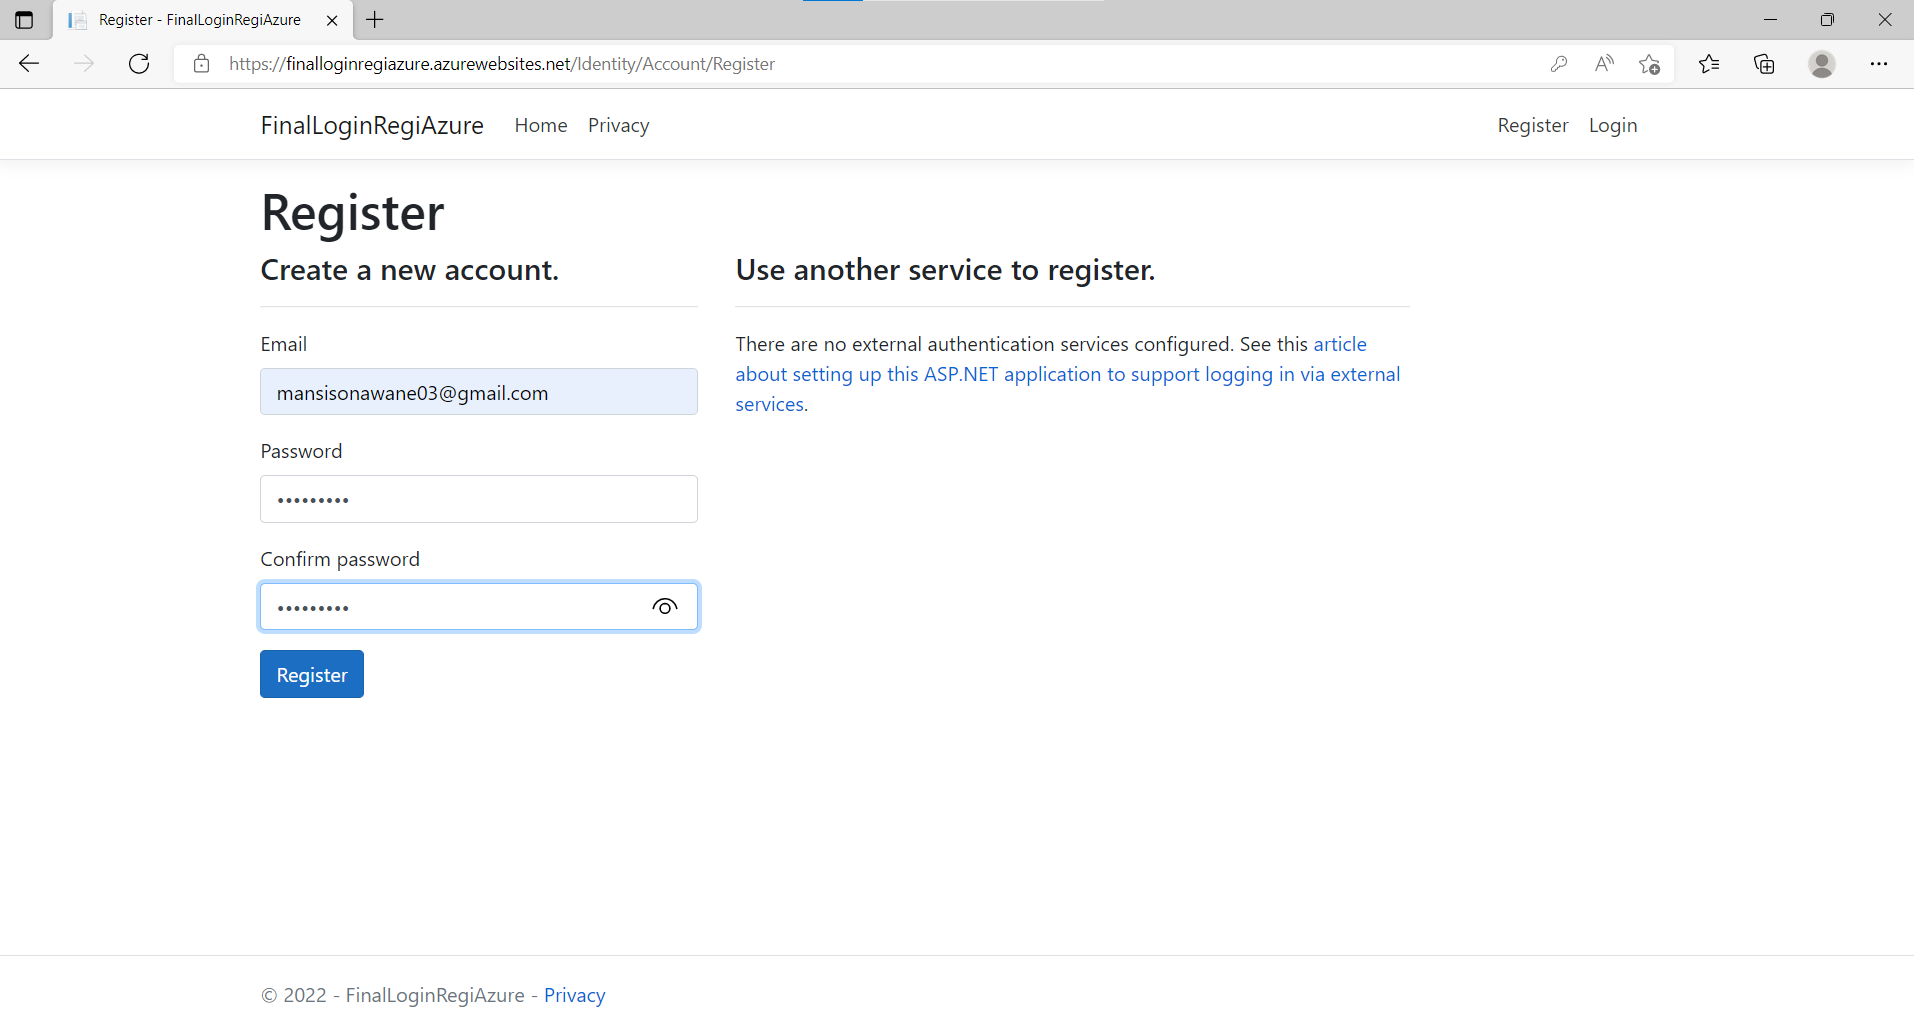 Register - FinalLoginRegiAzure
https://finalloginregiazure.azurewebsites.net/Identity/Account/Register
FinalLoginRegiAzure Home Privacy Register Login
Register
Create a new account.
Use another service to register.
Email
mansisonawane03@gmail.com
Password
•••••••••
Confirm password
•••••••••
Register
There are no external authentication services configured. See this article
about setting up this ASP.NET application to support logging in via external
services.
© 2022 - FinalLoginRegiAzure - Privacy